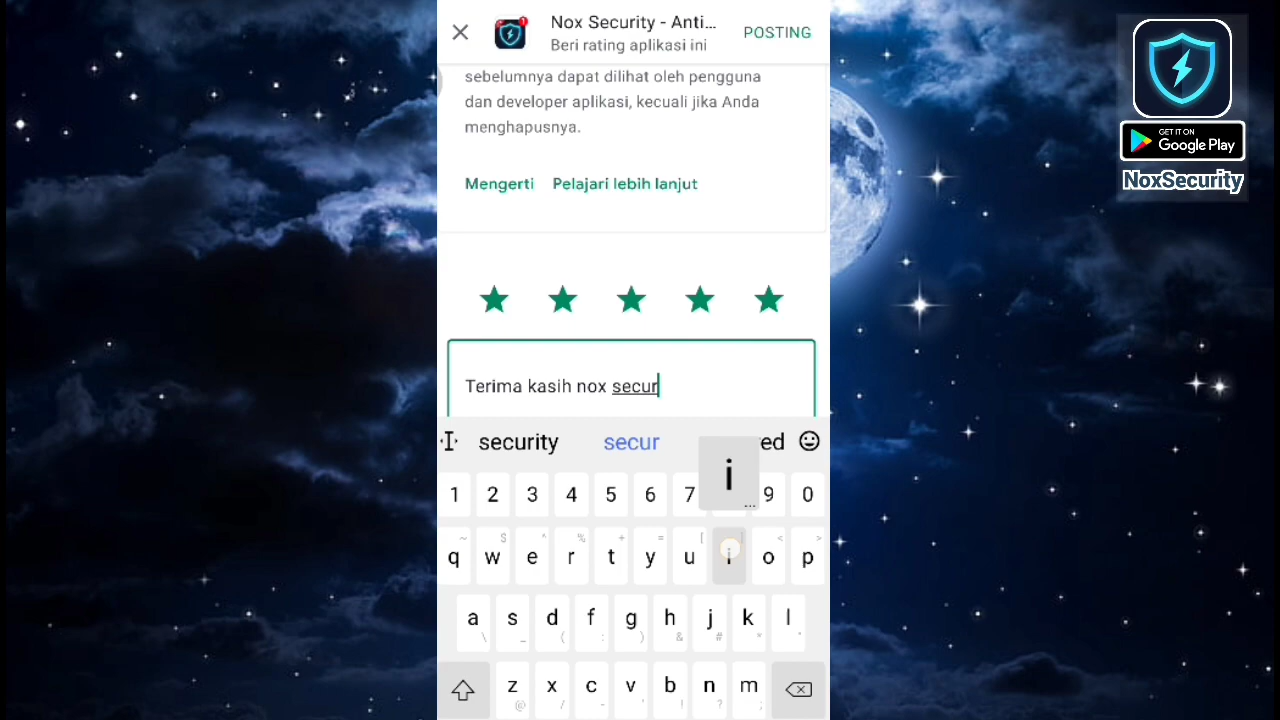 Nox Security - Anti...
Beri rating aplikasi ini
POSTING
sebelumnya dapat dilihat oleh pengguna
dan developer aplikasi, kecuali jika Anda
menghapusnya.
Mengerti Pelajari lebih lanjut
Terima kasih nox secur
security secur ed
i
...
1 2 3 4 5 6 7 9 0
q w e r t y u i o p
a s d f g h j k l
z x c v b n m
GET IT ON
Google Play
NoxSecurity